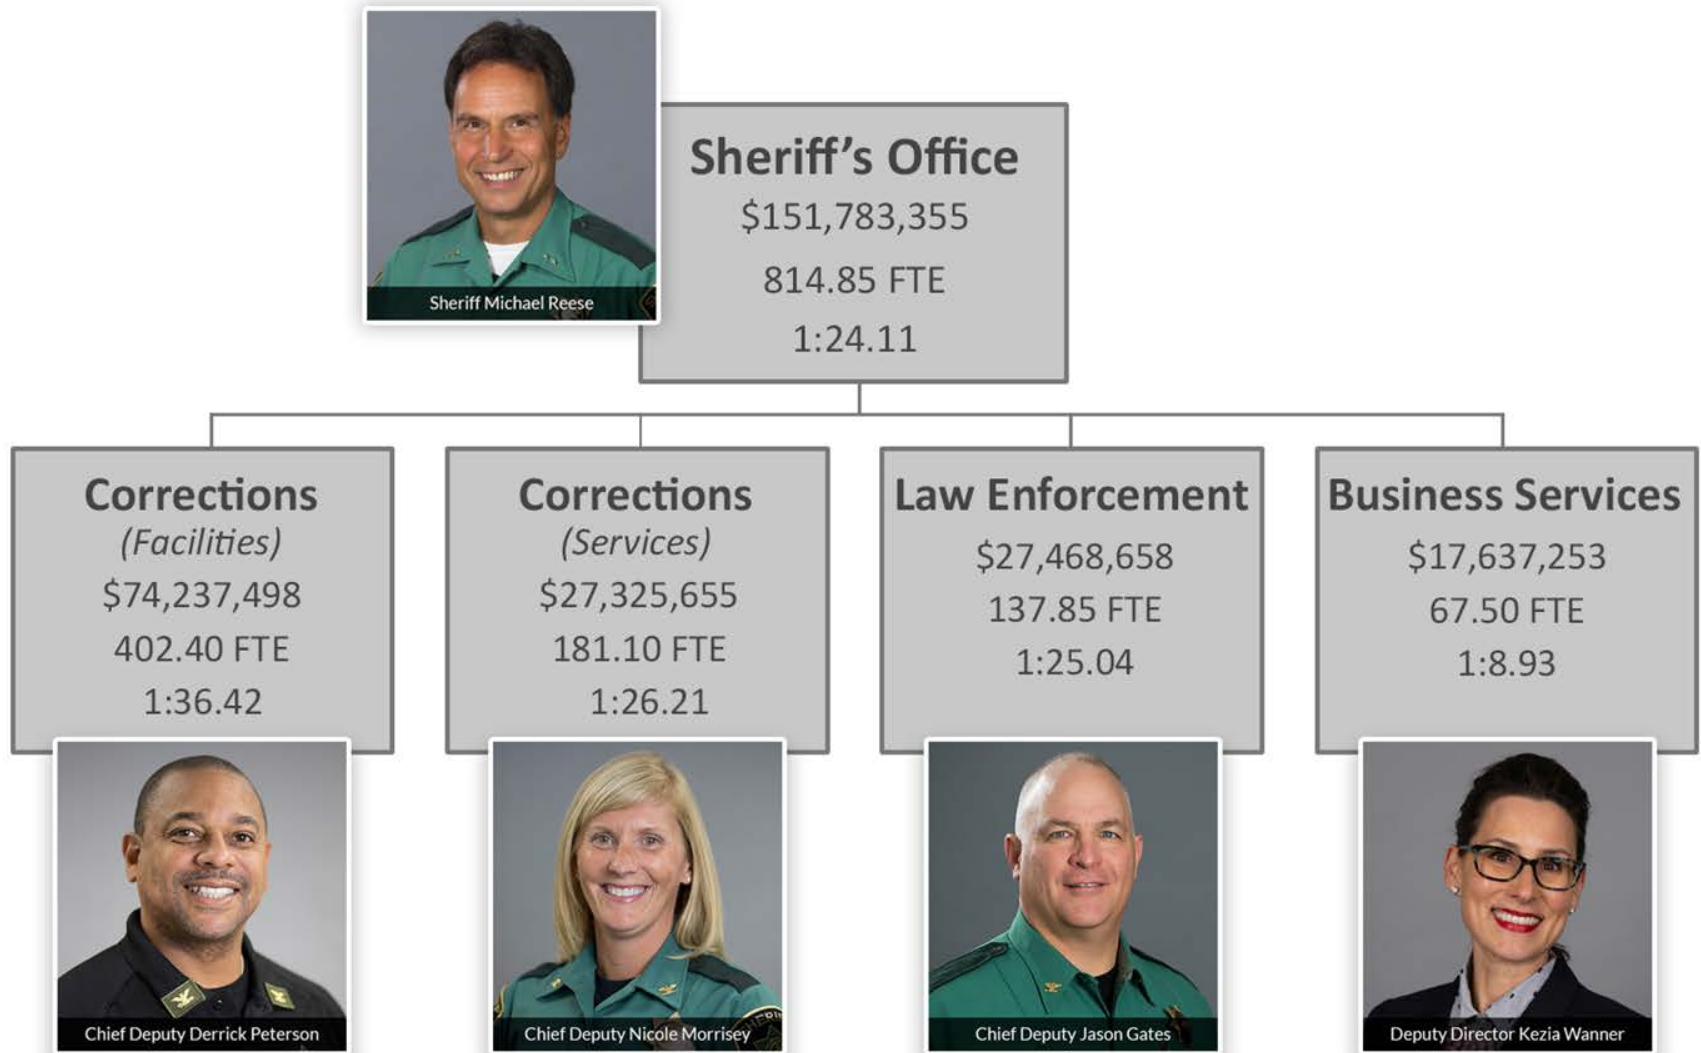 Sheriff Michael Reese
Sheriff’s Office
$151,783,355
814.85 FTE
1:24.11
Corrections
(Facilities)
$74,237,498
402.40 FTE
1:36.42
Chief Deputy Derrick Peterson
Corrections
(Services)
$27,325,655
181.10 FTE
1:26.21
Chief Deputy Nicole Morrisey
Law Enforcement
$27,468,658
137.85 FTE
1:25.04
Chief Deputy Jason Gates
Business Services
$17,637,253
67.50 FTE
1:8.93
Deputy Director Kezia Wanner